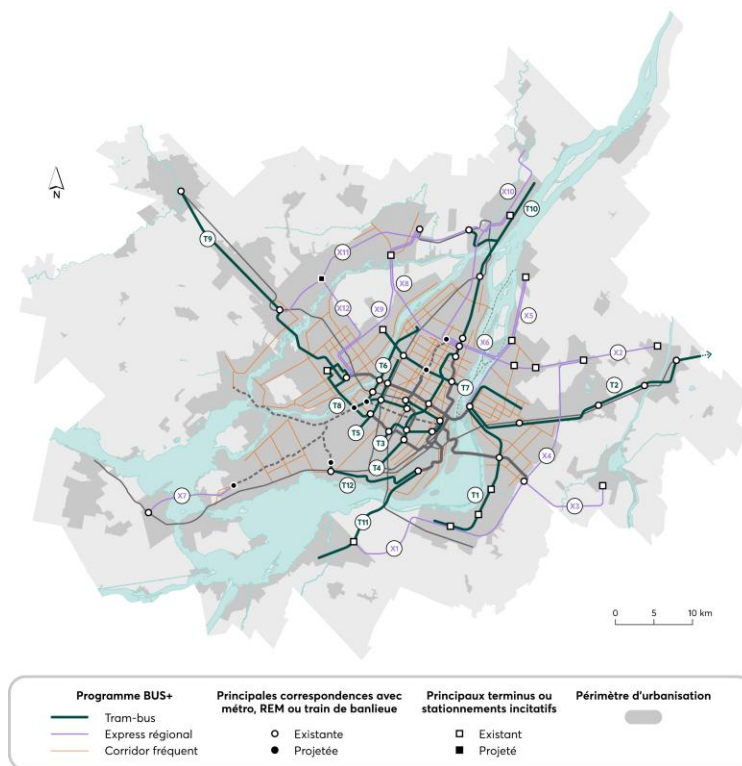 N
X10
T10
T9
X11
X8
X12
X9
X5
X6
X2
T6
T2
T7
T8
T5
T3
X4
T4
T12
X7
T1
X3
T11
X1
0 5 10 km
Programme BUS+
Tram-bus
Express régional
Corridor fréquent
Principales correspondances avec
métro, REM ou train de banlieue
Existante
Projetée
Principaux terminus ou
stationnements incitatifs
Existant
Projeté
Périmètre d'urbanisation